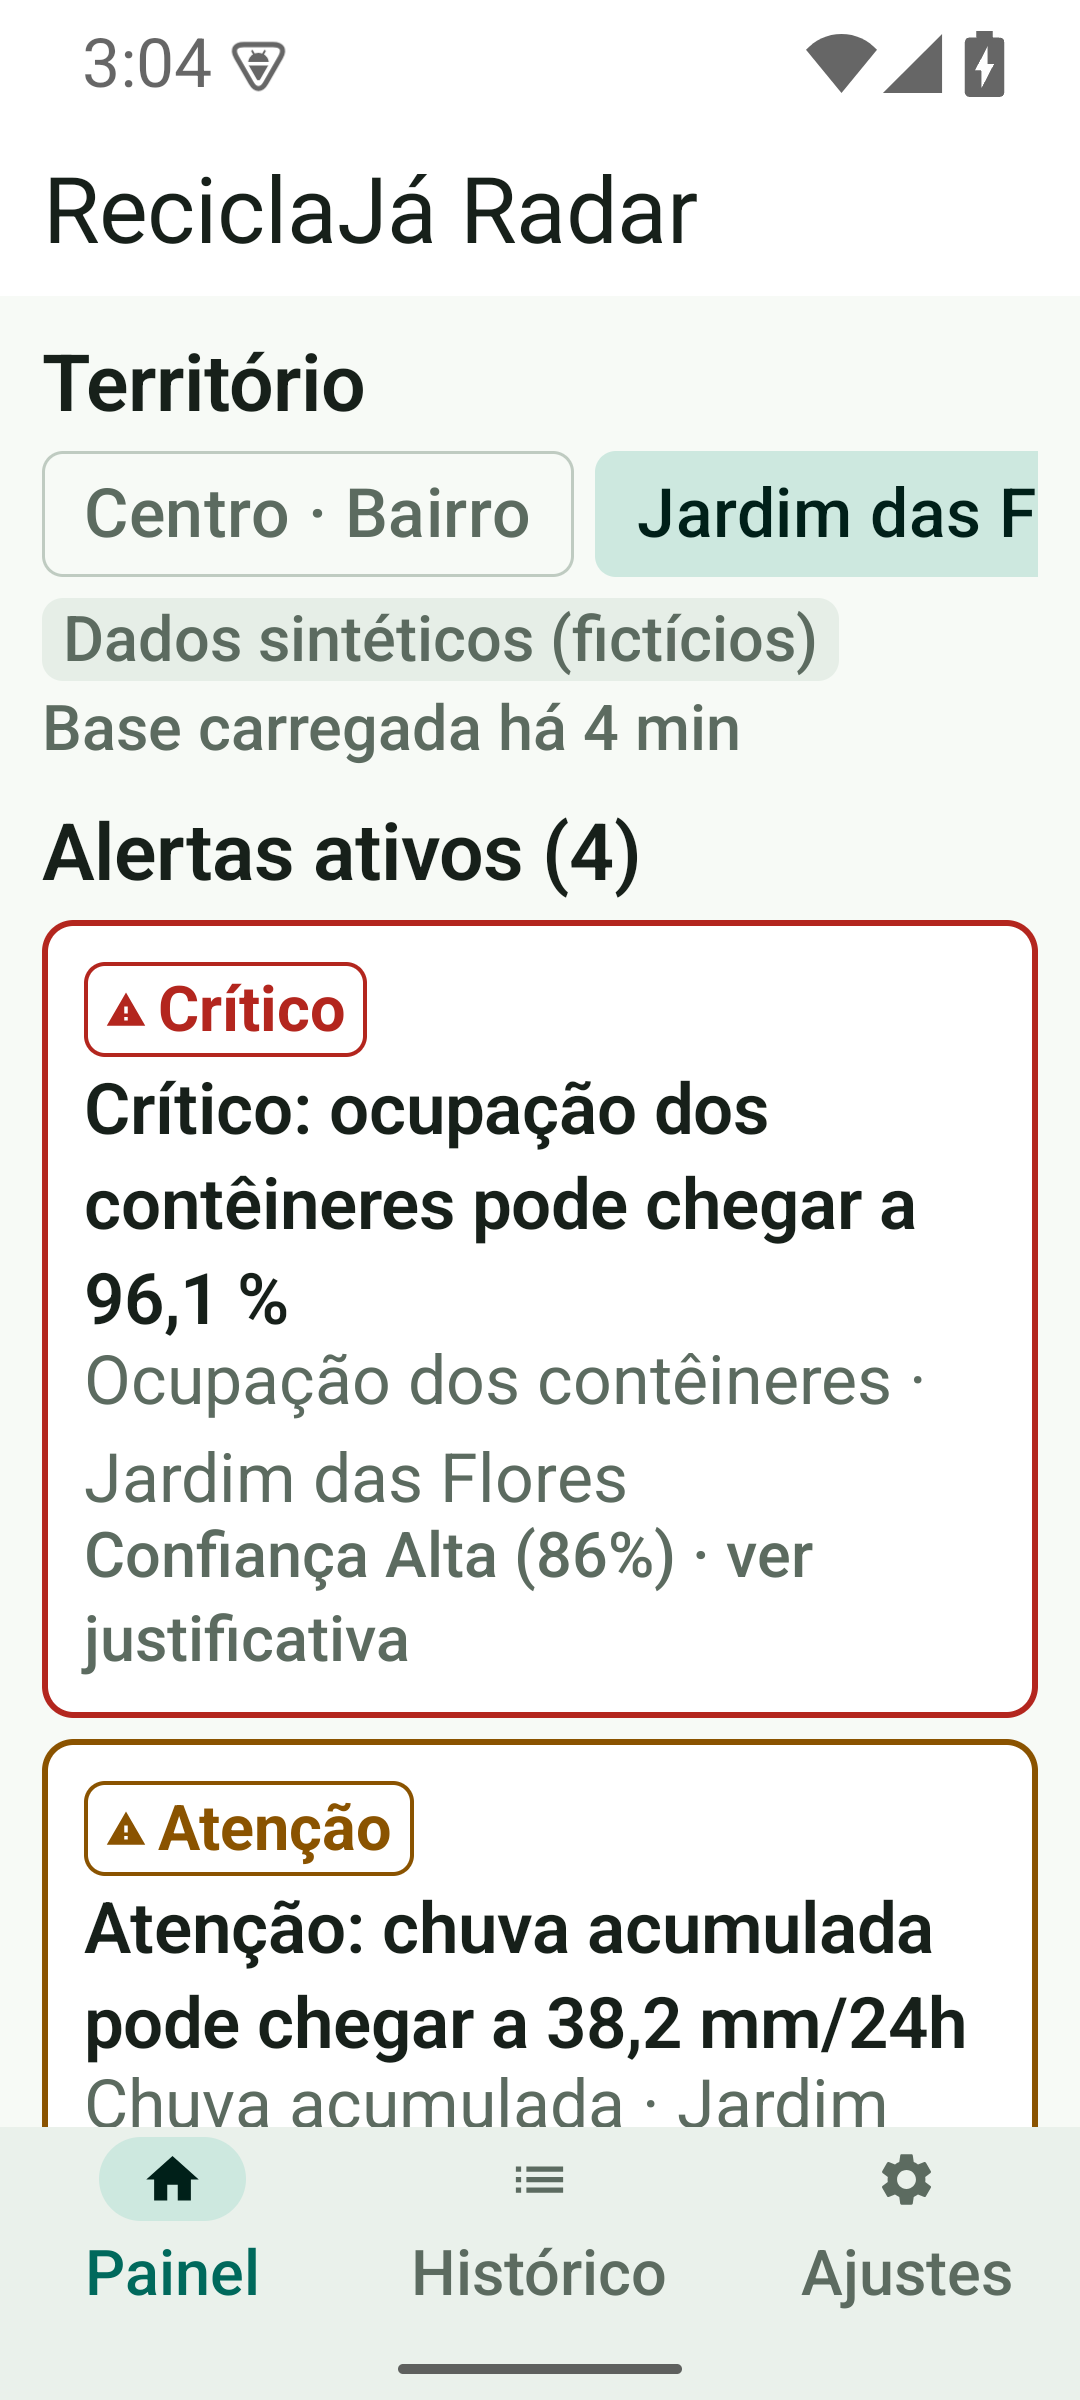 3:04
ReciclaJá Radar
Território
Centro · Bairro
Jardim das F
Dados sintéticos (fictícios)
Base carregada há 4 min
Alertas ativos (4)
Crítico
Crítico: ocupação dos
contêineres pode chegar a
96,1 %
Ocupação dos contêineres ·
Jardim das Flores
Confiança Alta (86%) · ver
justificativa
Atenção
Atenção: chuva acumulada
pode chegar a 38,2 mm/24h
Chuva acumulada · Jardim
Painel
Histórico
Ajustes